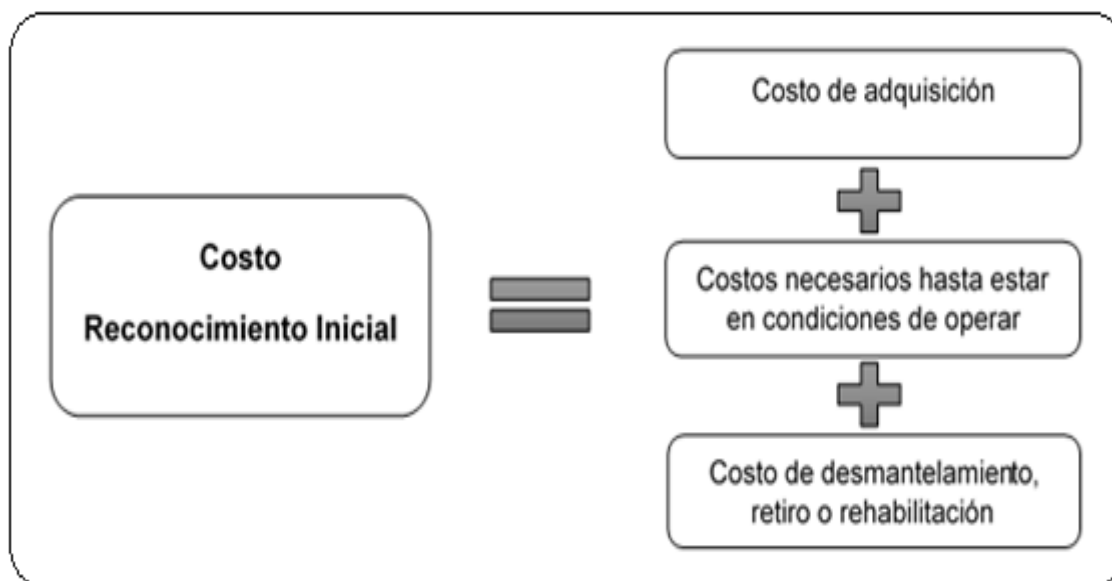 Costo de adquisición
Costo
Reconocimiento Inicial
Costos necesarios hasta estar
en condiciones de operar
Costo de desmantelamiento,
retiro o rehabilitación